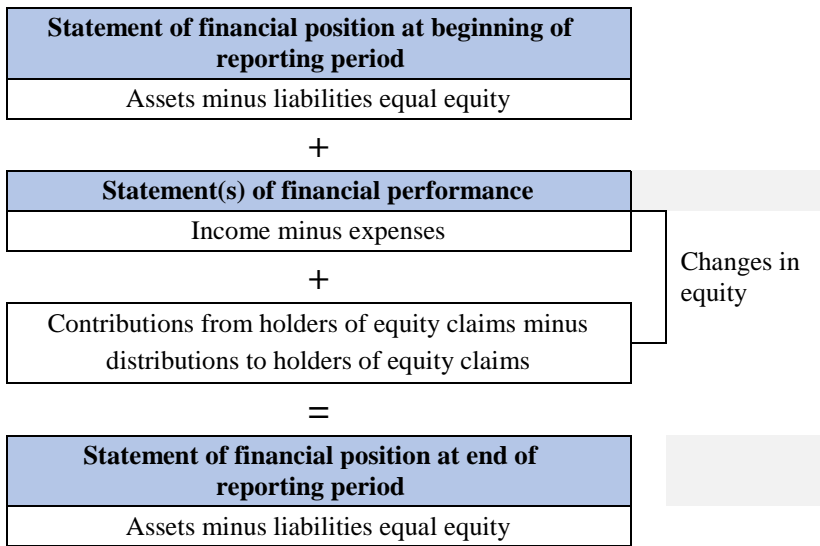 Statement of financial position at beginning of
reporting period
Assets minus liabilities equal equity
+
Statement(s) of financial performance
Income minus expenses
+
Changes in
equity
Contributions from holders of equity claims minus
distributions to holders of equity claims
=
Statement of financial position at end of
reporting period
Assets minus liabilities equal equity